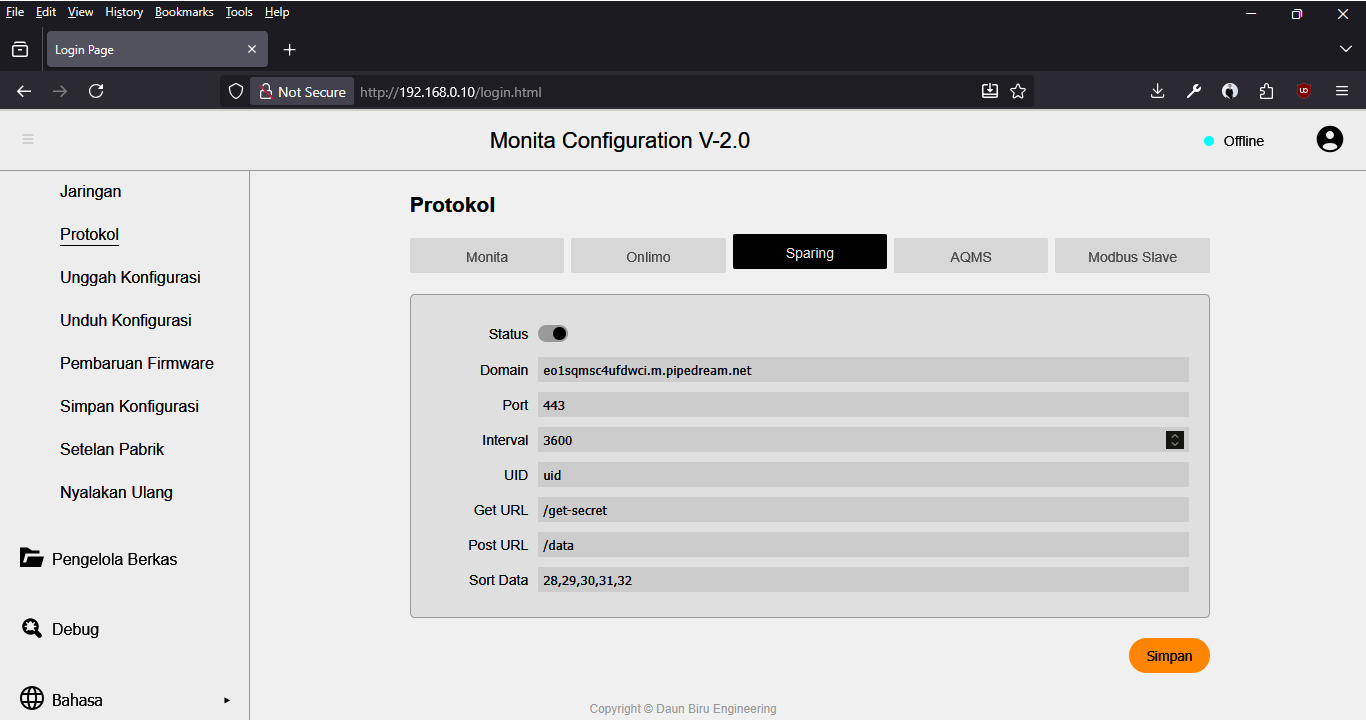 File Edit View History Bookmarks Tools Help
Login Page
Not Secure http://192.168.0.10/login.html
Monita Configuration V-2.0
Offline
Jaringan
Protokol
Unggah Konfigurasi
Unduh Konfigurasi
Pembaruan Firmware
Simpan Konfigurasi
Setelan Pabrik
Nyalakan Ulang
Pengelola Berkas
Debug
Bahasa
Protokol
Monita Onlimo Sparing AQMS Modbus Slave
Status
Domain eo1sqmsc4ufdwci.m.pipedream.net
Port 443
Interval 3600
UID uid
Get URL /get-secret
Post URL /data
Sort Data 28,29,30,31,32
Simpan
Copyright © Daun Biru Engineering